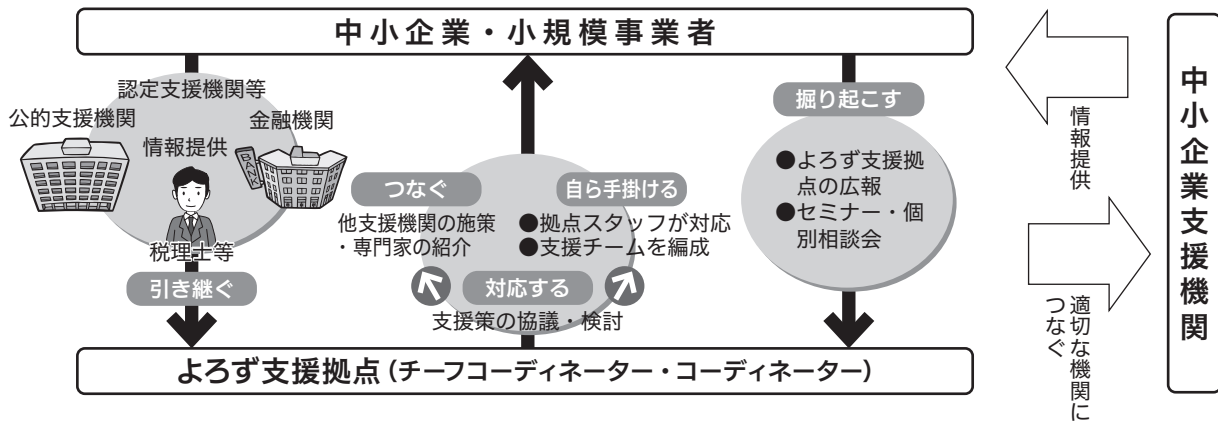 中小企業・小規模事業者
認定支援機関等
公的支援機関
金融機関
情報提供
BANK
税理士等
引き継ぐ
つなぐ
他支援機関の施策
・専門家の紹介
自ら手掛ける
●拠点スタッフが対応
●支援チームを編成
対応する
支援策の協議・検討
掘り起こす
●よろず支援拠
点の広報
●セミナー・個
別相談会
よろず支援拠点(チーフコーディネーター・コーディネーター)
情報提供
適切な機関に
つなぐ
中小企業支援機関